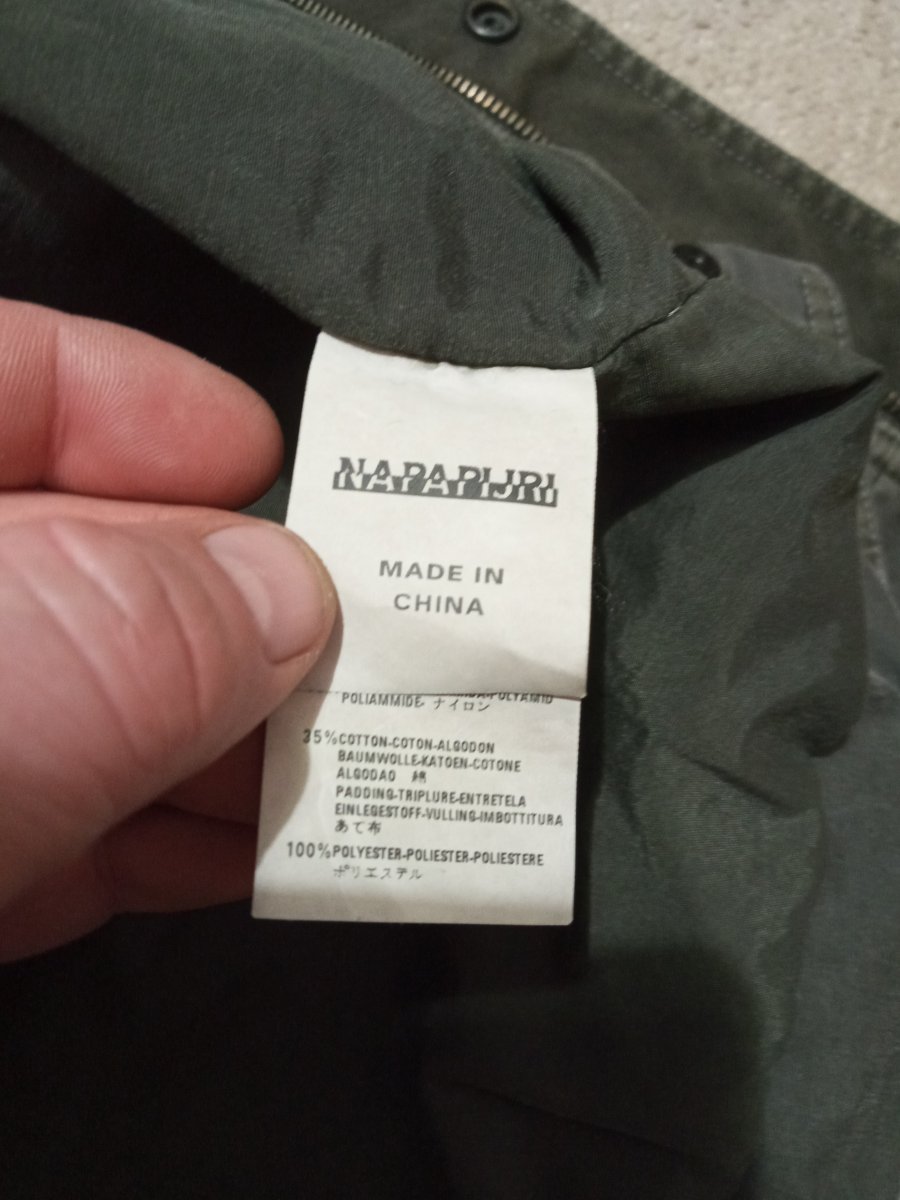 NAPAPIJRI
MADE IN
CHINA
POLYAMID
POLIAMMIDE- ナイロン
35% COTTON-COTON-ALGODON
BAUMWOLLE-KATOEN-COTONE
ALGODAO 綿
PADDING-TRIPLURE-ENTRETELA
EINLEGESTOFF-VULLING-IMBOTTITURA
あて布
100% POLYESTER-POLIESTER-POLIESTERE
ポリエステル